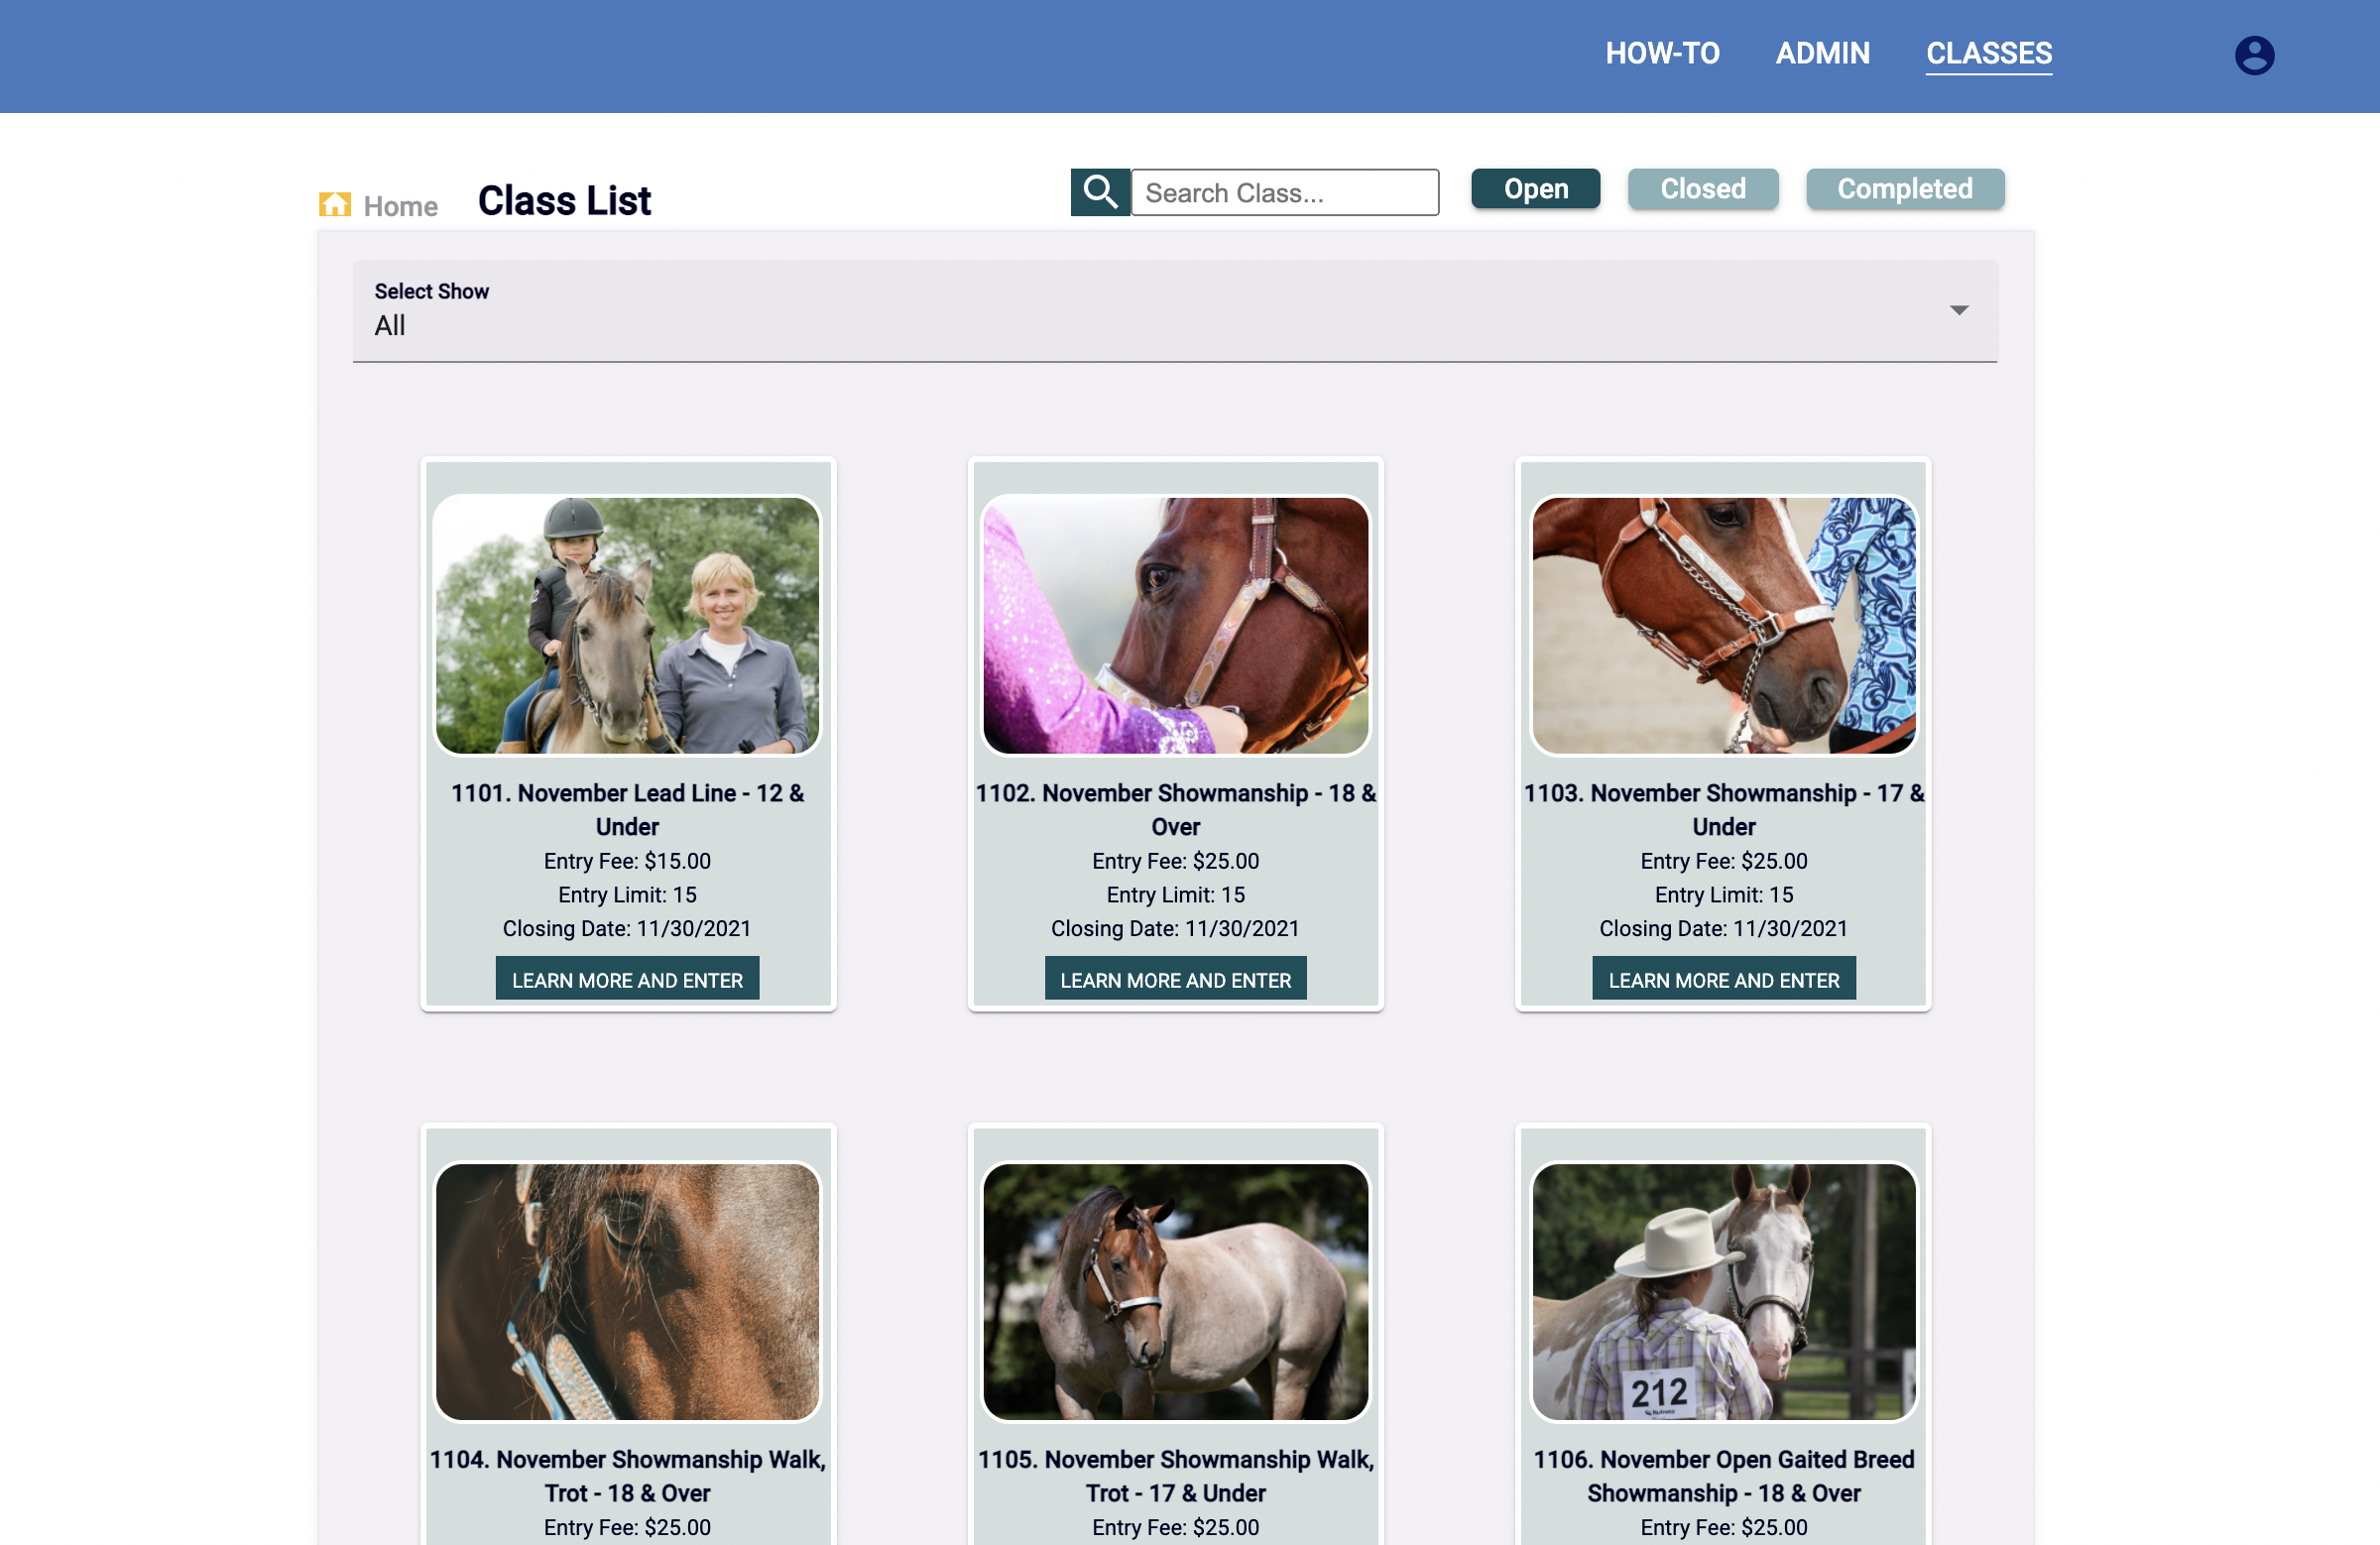 HOW-TO ADMIN CLASSES
Home Class List Search Class... Open Closed Completed
Select Show
All
1101. November Lead Line - 12 &
Under
Entry Fee: $15.00
Entry Limit: 15
Closing Date: 11/30/2021
LEARN MORE AND ENTER
1102. November Showmanship - 18 &
Over
Entry Fee: $25.00
Entry Limit: 15
Closing Date: 11/30/2021
LEARN MORE AND ENTER
1103. November Showmanship - 17 &
Under
Entry Fee: $25.00
Entry Limit: 15
Closing Date: 11/30/2021
LEARN MORE AND ENTER
1104. November Showmanship Walk,
Trot - 18 & Over
Entry Fee: $25.00
1105. November Showmanship Walk,
Trot - 17 & Under
Entry Fee: $25.00
212
1106. November Open Gaited Breed
Showmanship - 18 & Over
Entry Fee: $25.00